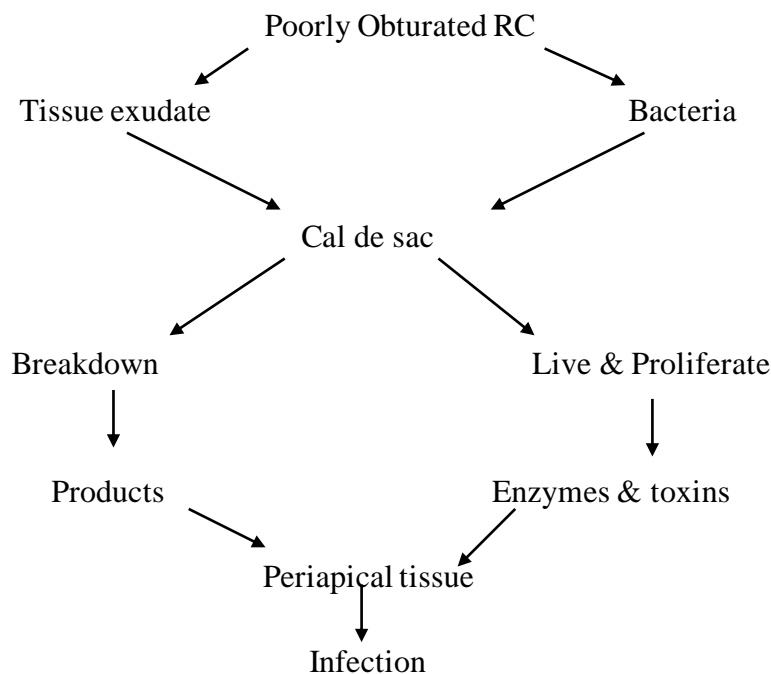 Poorly Obturated RC
Tissue exudate
Bacteria
Cal de sac
Breakdown
Live & Proliferate
Products
Enzymes & toxins
Periapical tissue
Infection